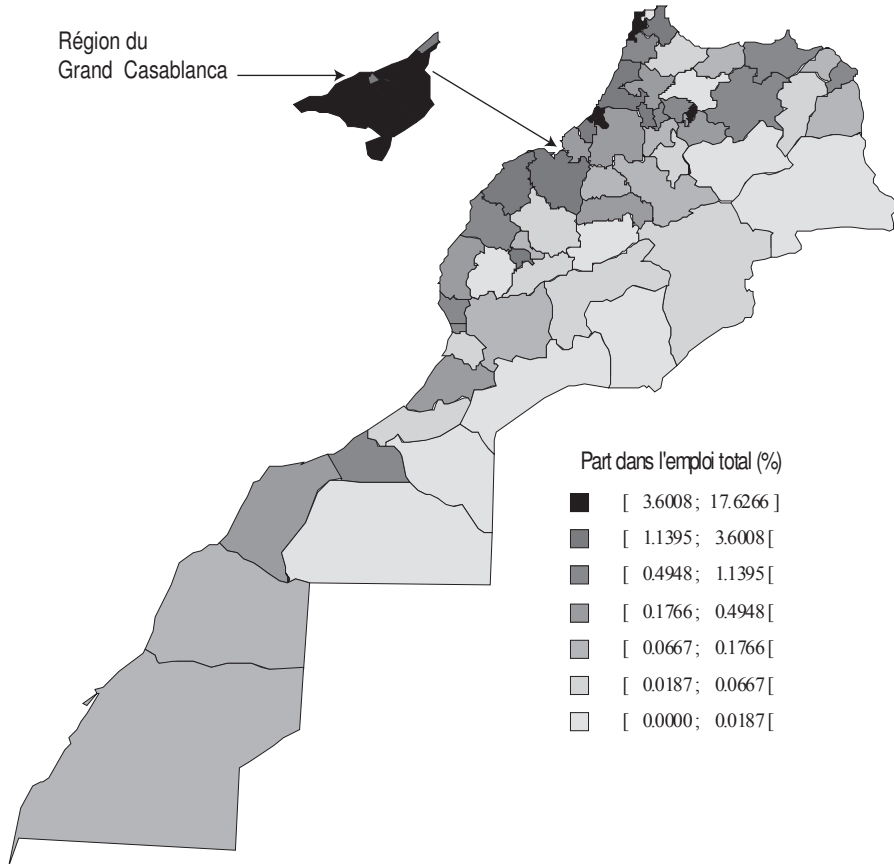 Région du
Grand Casablanca
Part dans l'emploi total (%)
[ 3.6008 ; 17.6266 ]
[ 1.1395 ; 3.6008 [
[ 0.4948 ; 1.1395 [
[ 0.1766 ; 0.4948 [
[ 0.0667 ; 0.1766 [
[ 0.0187 ; 0.0667 [
[ 0.0000 ; 0.0187 [